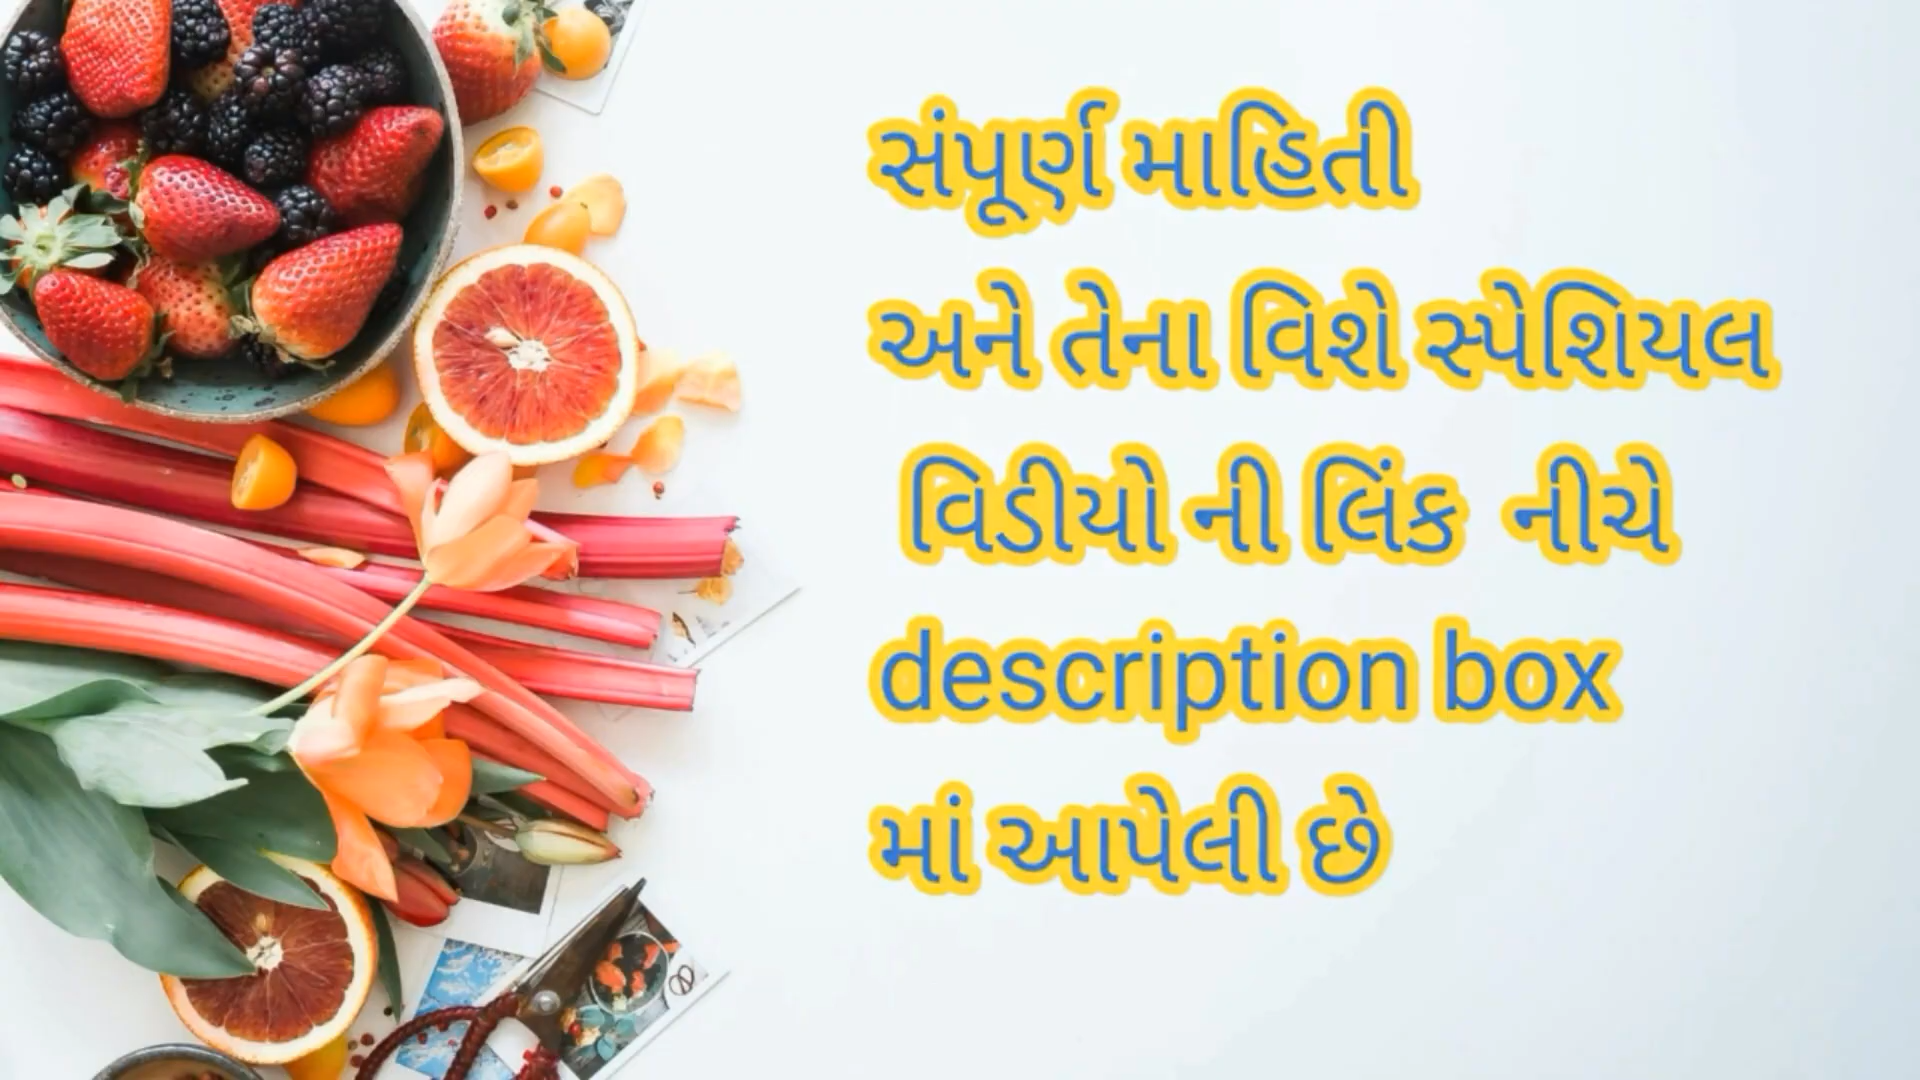 સંપૂર્ણ માહિતી
અને તેના વિશે સ્પેશિયલ
વિડીયો ની લિંક નીચે
description box
માં આપેલી છે